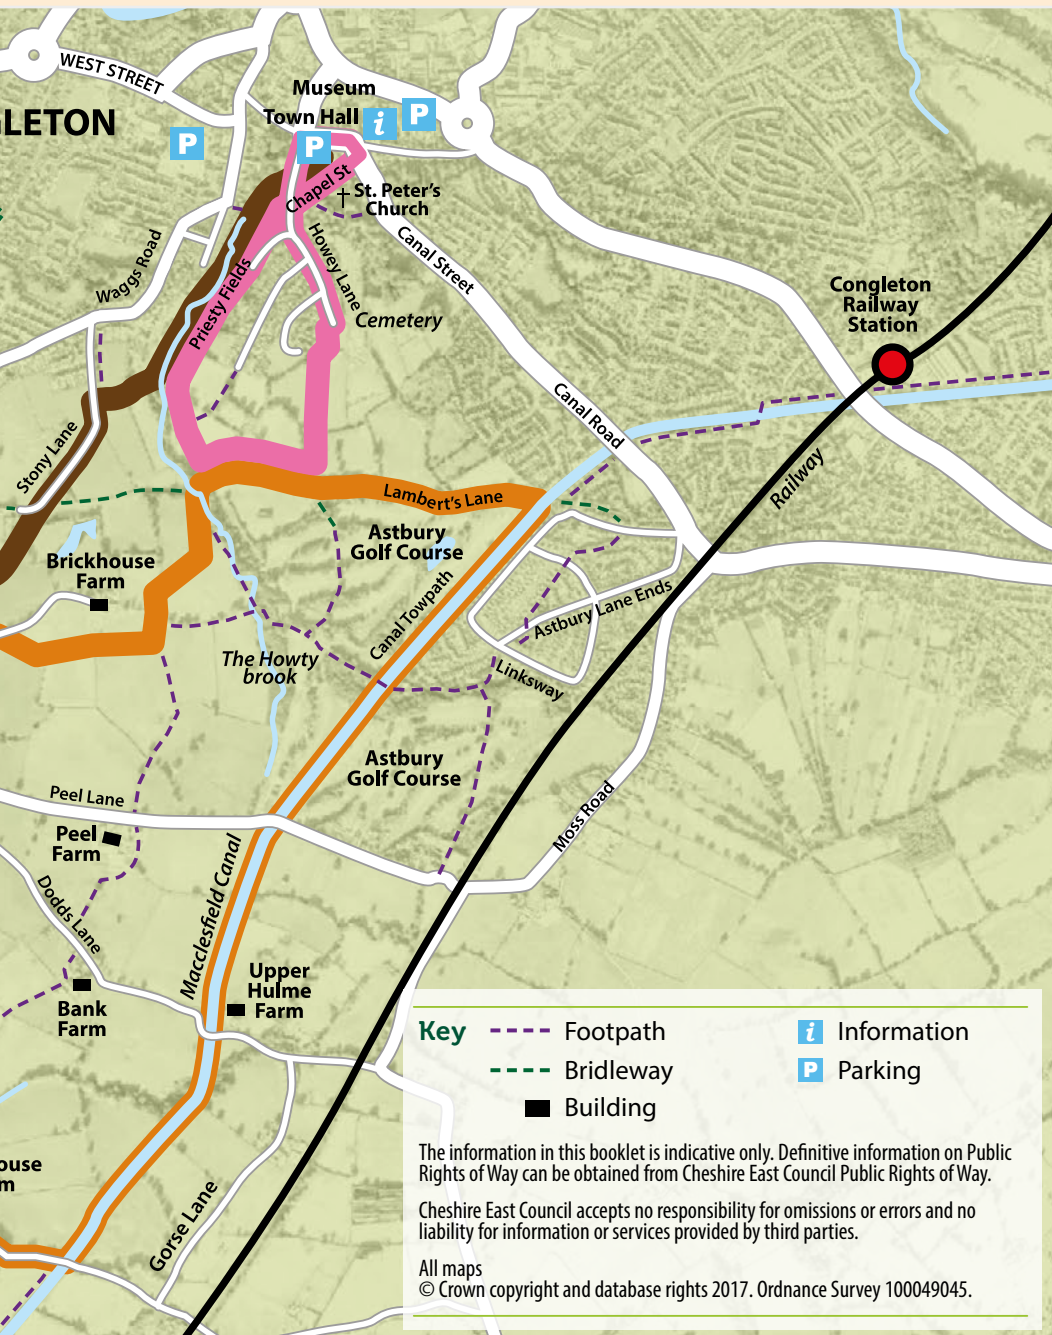 WEST STREET
Museum
Town Hall
i
P
GLETON
P
P
Chapel St
St. Peter's
Church
Waggs Road
Howey Lane
Canal Street
Priesty Fields
Cemetery
Congleton
Railway
Station
Canal Road
Stony Lane
Railway
Lambert's Lane
Astbury
Golf Course
Brickhouse
Farm
Canal Towpath
Astbury Lane Ends
The Howty
brook
Linksway
Astbury
Golf Course
Peel Lane
Peel
Farm
Moss Road
Dodds Lane
Macclesfield Canal
Upper
Hulme
Farm
Bank
Farm
ouse
m
Gorse Lane
Key
Footpath
i Information
Bridleway
P Parking
Building
The information in this booklet is indicative only. Definitive information on Public
Rights of Way can be obtained from Cheshire East Council Public Rights of Way.
Cheshire East Council accepts no responsibility for omissions or errors and no
liability for information or services provided by third parties.
All maps
© Crown copyright and database rights 2017. Ordnance Survey 100049045.